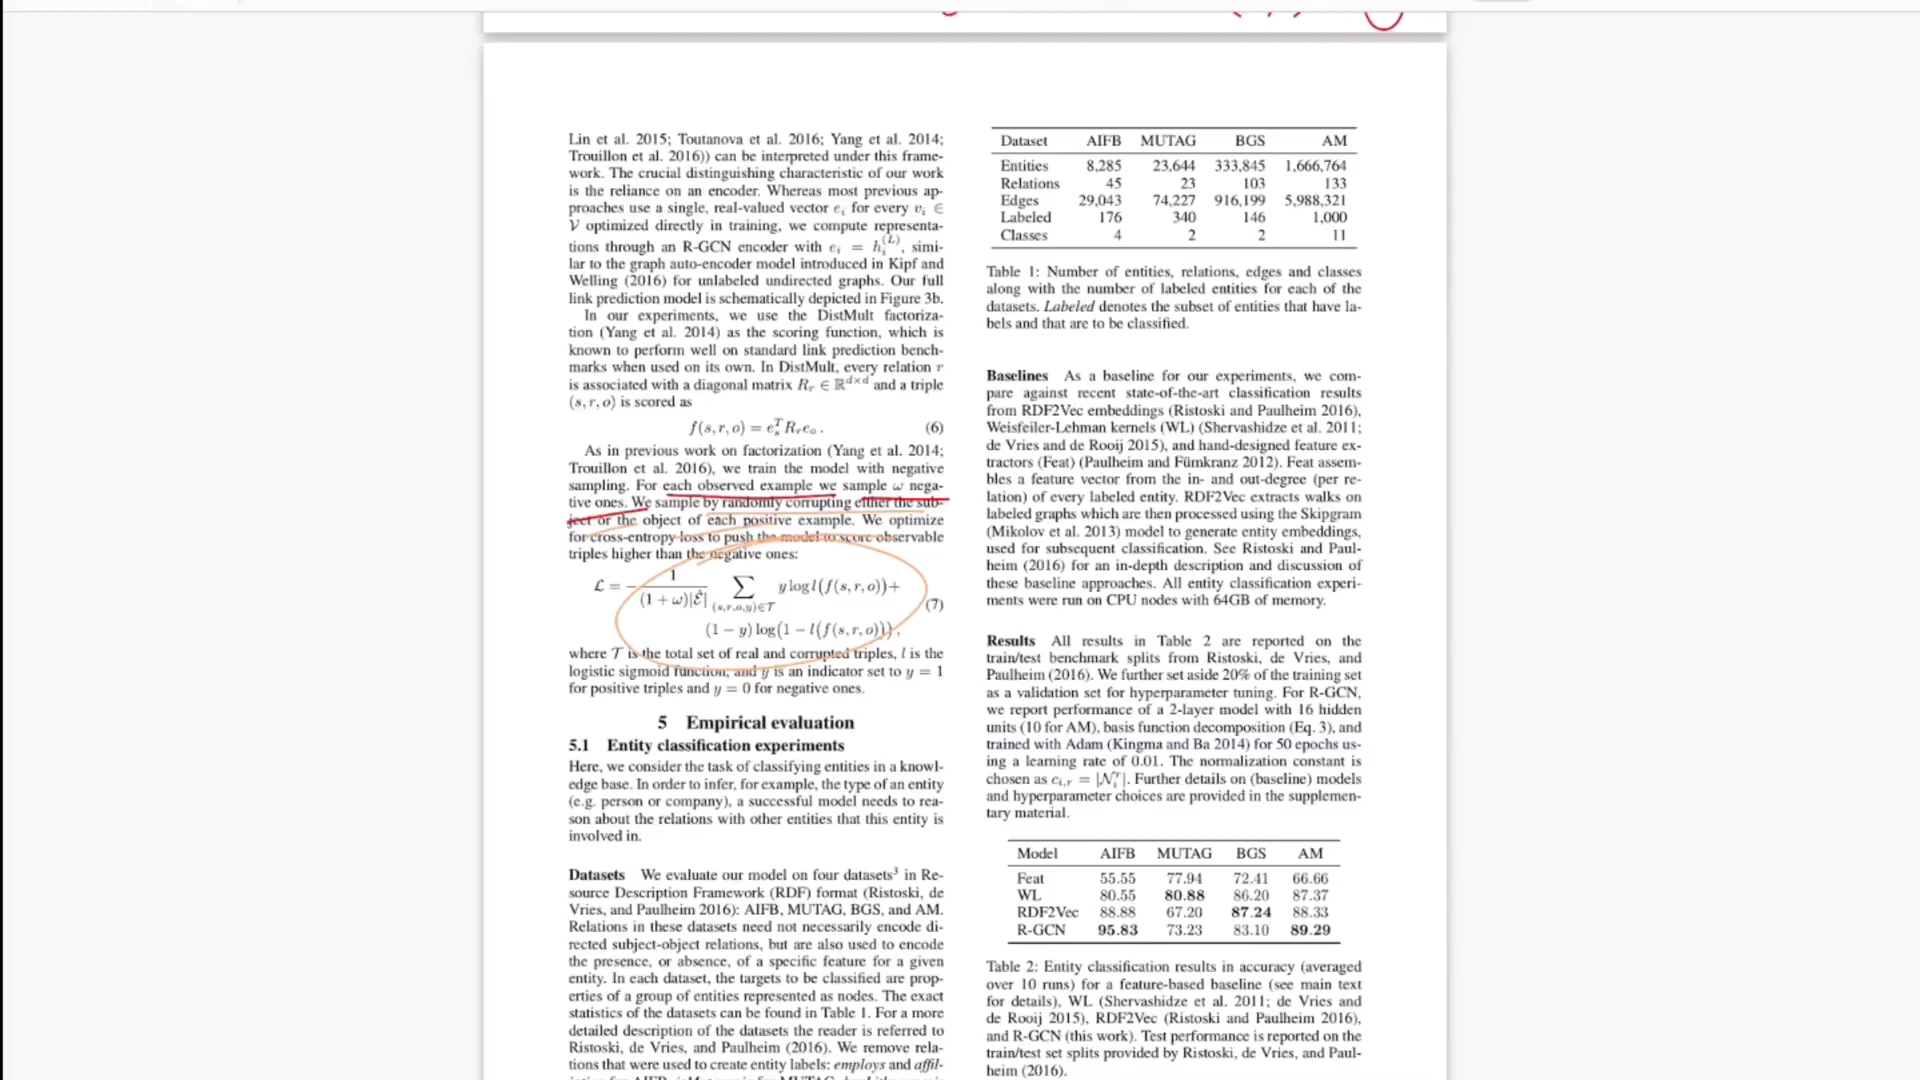 Lin et al. 2015; Toutanova et al. 2016; Yang et al. 2014;
Trouillon et al. 2016)) can be interpreted under this frame-
work. The crucial distinguishing characteristic of our work
is the reliance on an encoder. Whereas most previous ap-
proaches use a single, real-valued vector e_i for every v_i ∈
V optimized directly in training, we compute representa-
tions through an R-GCN encoder with e_i = h_i^(L), simi-
lar to the graph auto-encoder model introduced in Kipf and
Welling (2016) for unlabeled undirected graphs. Our full
link prediction model is schematically depicted in Figure 3b.
In our experiments, we use the DistMult factoriza-
tion (Yang et al. 2014) as the scoring function, which is
known to perform well on standard link prediction bench-
marks when used on its own. In DistMult, every relation r
is associated with a diagonal matrix R_r ∈ ℝ^{d×d} and a triple
(s, r, o) is scored as
f(s, r, o) = e_s^T R_r e_o . (6)
As in previous work on factorization (Yang et al. 2014;
Trouillon et al. 2016), we train the model with negative
sampling. For each observed example we sample ω nega-
tive ones. We sample by randomly corrupting either the sub-
ject or the object of each positive example. We optimize
for cross-entropy loss to push the model to score observable
triples higher than the negative ones:
L = − 1 / (1 + ω)|Ê| ∑_{(s,r,o,y)∈T} y log l(f(s, r, o)) +
(1 − y) log(1 − l(f(s, r, o))) , (7)
where T is the total set of real and corrupted triples, l is the
logistic sigmoid function, and y is an indicator set to y = 1
for positive triples and y = 0 for negative ones.
5 Empirical evaluation
5.1 Entity classification experiments
Here, we consider the task of classifying entities in a knowl-
edge base. In order to infer, for example, the type of an entity
(e.g. person or company), a successful model needs to rea-
son about the relations with other entities that this entity is
involved in.
Datasets We evaluate our model on four datasets³ in Re-
source Description Framework (RDF) format (Ristoski, de
Vries, and Paulheim 2016): AIFB, MUTAG, BGS, and AM.
Relations in these datasets need not necessarily encode di-
rected subject-object relations, but are also used to encode
the presence, or absence, of a specific feature for a given
entity. In each dataset, the targets to be classified are prop-
erties of a group of entities represented as nodes. The exact
statistics of the datasets can be found in Table 1. For a more
detailed description of the datasets the reader is referred to
Ristoski, de Vries, and Paulheim (2016). We remove rela-
tions that were used to create entity labels: employs and affil-
Dataset AIFB MUTAG BGS AM
Entities 8,285 23,644 333,845 1,666,764
Relations 45 23 103 133
Edges 29,043 74,227 916,199 5,988,321
Labeled 176 340 146 1,000
Classes 4 2 2 11
Table 1: Number of entities, relations, edges and classes
along with the number of labeled entities for each of the
datasets. Labeled denotes the subset of entities that have la-
bels and that are to be classified.
Baselines As a baseline for our experiments, we com-
pare against recent state-of-the-art classification results
from RDF2Vec embeddings (Ristoski and Paulheim 2016),
Weisfeiler-Lehman kernels (WL) (Shervashidze et al. 2011;
de Vries and de Rooij 2015), and hand-designed feature ex-
tractors (Feat) (Paulheim and Fümkranz 2012). Feat assem-
bles a feature vector from the in- and out-degree (per re-
lation) of every labeled entity. RDF2Vec extracts walks on
labeled graphs which are then processed using the Skipgram
(Mikolov et al. 2013) model to generate entity embeddings,
used for subsequent classification. See Ristoski and Paul-
heim (2016) for an in-depth description and discussion of
these baseline approaches. All entity classification experi-
ments were run on CPU nodes with 64GB of memory.
Results All results in Table 2 are reported on the
train/test benchmark splits from Ristoski, de Vries, and
Paulheim (2016). We further set aside 20% of the training set
as a validation set for hyperparameter tuning. For R-GCN,
we report performance of a 2-layer model with 16 hidden
units (10 for AM), basis function decomposition (Eq. 3), and
trained with Adam (Kingma and Ba 2014) for 50 epochs us-
ing a learning rate of 0.01. The normalization constant is
chosen as c_{i,r} = |N_i^r|. Further details on (baseline) models
and hyperparameter choices are provided in the supplemen-
tary material.
Model AIFB MUTAG BGS AM
Feat 55.55 77.94 72.41 66.66
WL 80.55 80.88 86.20 87.37
RDF2Vec 88.88 67.20 87.24 88.33
R-GCN 95.83 73.23 83.10 89.29
Table 2: Entity classification results in accuracy (averaged
over 10 runs) for a feature-based baseline (see main text
for details), WL (Shervashidze et al. 2011; de Vries and
de Rooij 2015), RDF2Vec (Ristoski and Paulheim 2016),
and R-GCN (this work). Test performance is reported on the
train/test set splits provided by Ristoski, de Vries, and Paul-
heim (2016).